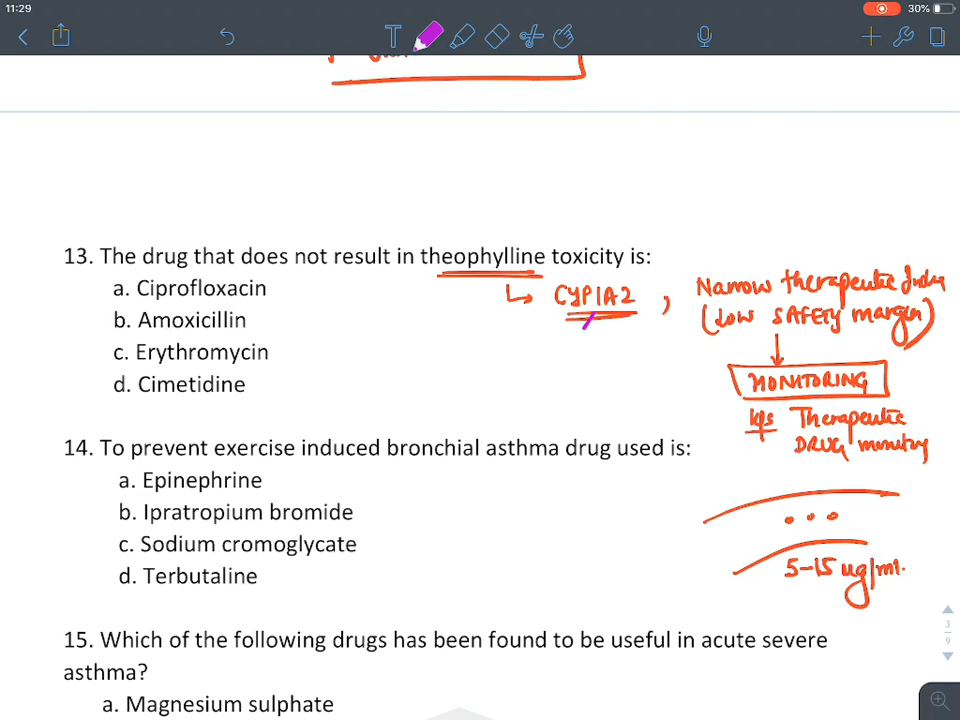 11:29
30%
T
13. The drug that does not result in theophylline toxicity is:
a. Ciprofloxacin
b. Amoxicillin
c. Erythromycin
d. Cimetidine
CYP1A2 , Narrow therapeutic Index
(Low SAFETY margin)
MONITORING
k/s Therapeutic
DRUG monitoring
14. To prevent exercise induced bronchial asthma drug used is:
a. Epinephrine
b. Ipratropium bromide
c. Sodium cromoglycate
d. Terbutaline
5-15 ug/ml.
15. Which of the following drugs has been found to be useful in acute severe
asthma?
a. Magnesium sulphate
3
9